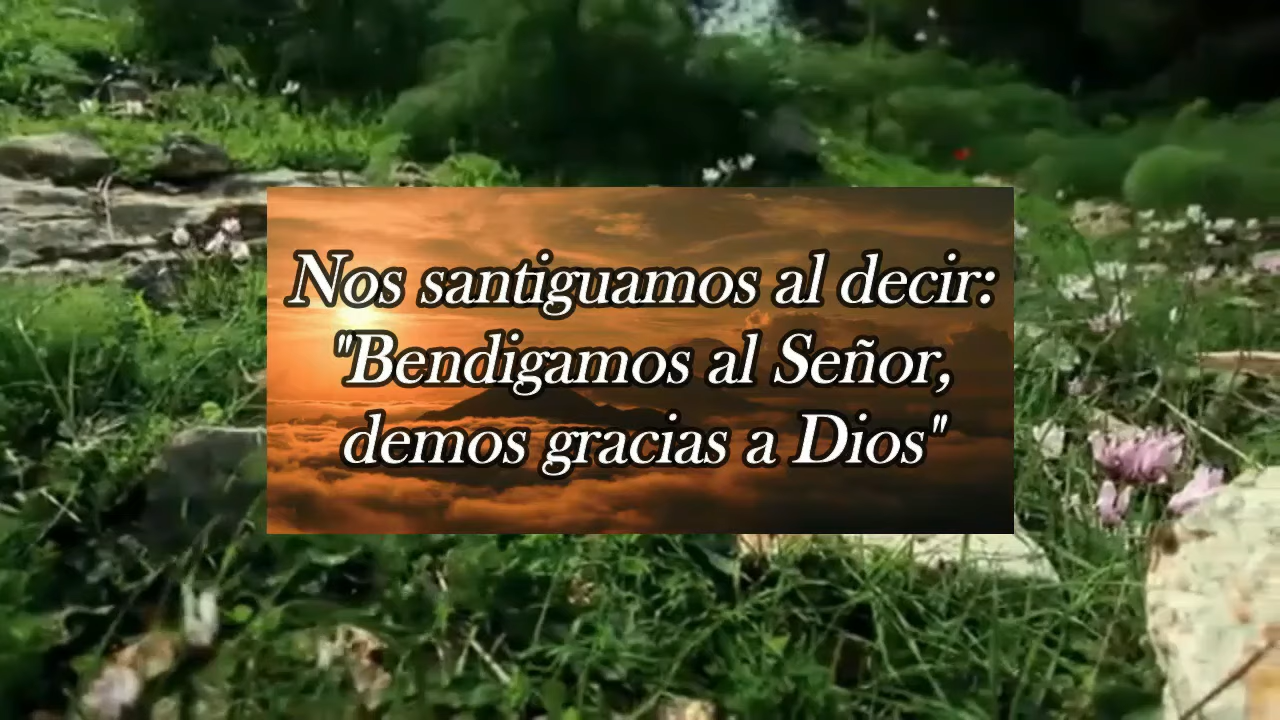 Nos santiguamos al decir:
"Bendigamos al Señor,
demos gracias a Dios"